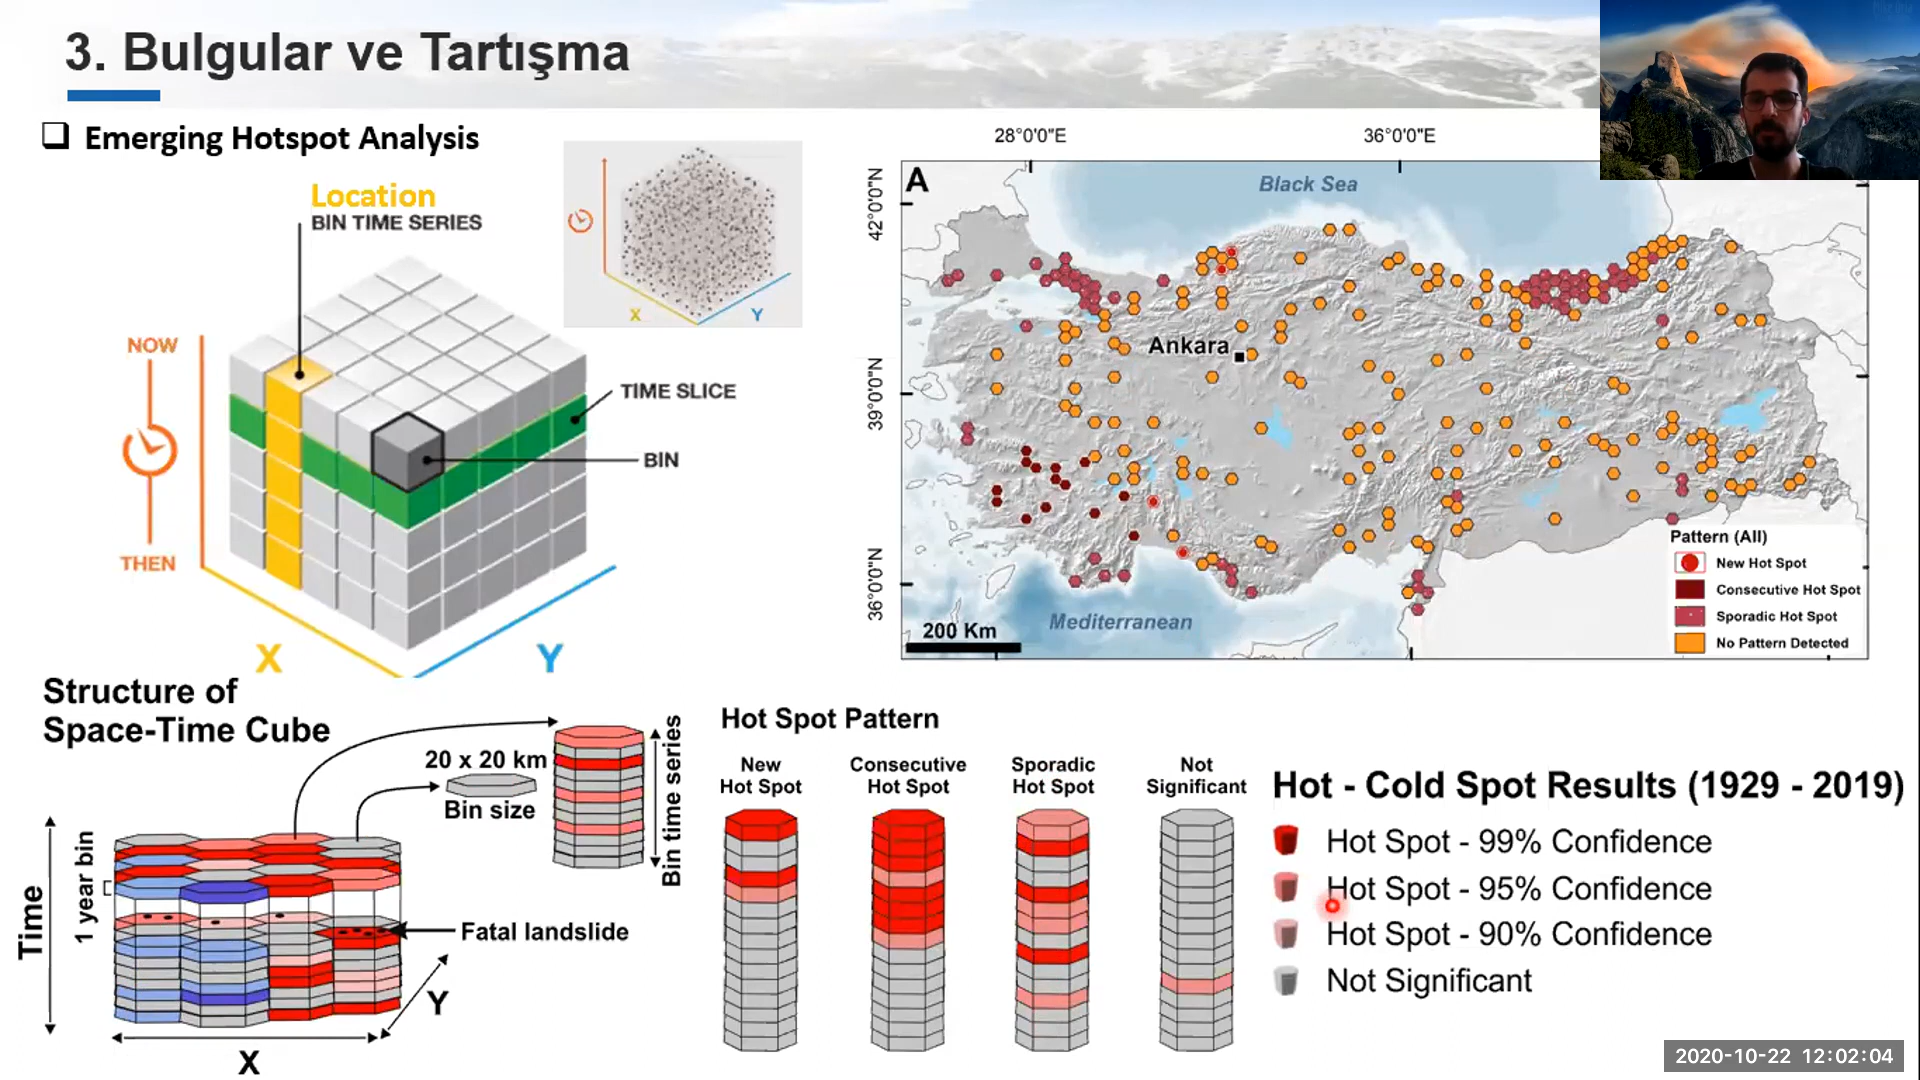 3. Bulgular ve Tartışma
Emerging Hotspot Analysis
Location
BIN TIME SERIES
NOW
THEN
TIME SLICE
BIN
X
Y
X
Y
28°0'0"E
36°0'0"E
42°0'0"N
39°0'0"N
36°0'0"N
A
Black Sea
Ankara
Mediterranean
200 Km
Pattern (All)
New Hot Spot
Consecutive Hot Spot
Sporadic Hot Spot
No Pattern Detected
Structure of
Space-Time Cube
20 x 20 km
Bin size
Bin time series
Time
1 year bin
Fatal landslide
X
Y
Hot Spot Pattern
New
Hot Spot
Consecutive
Hot Spot
Sporadic
Hot Spot
Not
Significant
Hot - Cold Spot Results (1929 - 2019)
Hot Spot - 99% Confidence
Hot Spot - 95% Confidence
Hot Spot - 90% Confidence
Not Significant
2020-10-22 12:02:04